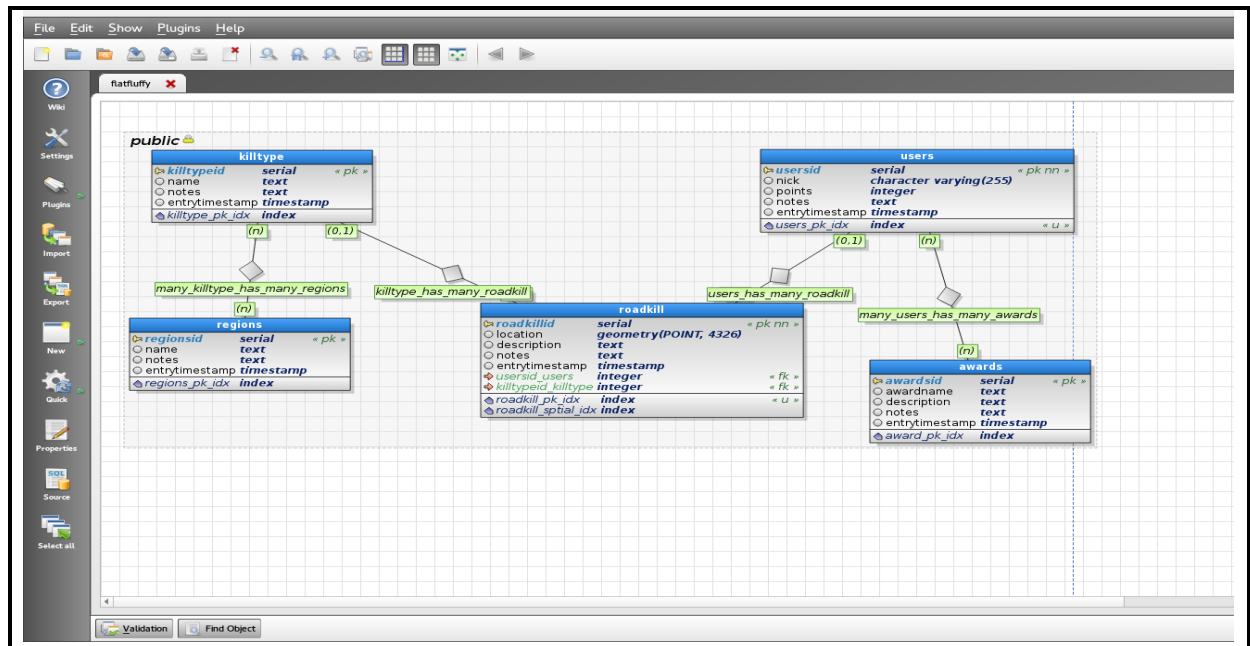 File Edit Show Plugins Help
flatfluffy
Wiki
Settings
Plugins
Import
Export
New
Quick
Properties
SQL
Source
Select all
public
killtype
killtypeid serial « pk »
name text
notes text
entrytimestamp timestamp
killtype_pk_idx index
(n)
(0,1)
many_killtype_has_many_regions
killtype_has_many_roadkill
(n)
regions
regionsid serial « pk »
name text
notes text
entrytimestamp timestamp
regions_pk_idx index
roadkill
roadkillid serial « pk nn »
location geometry(POINT, 4326)
description text
notes text
entrytimestamp timestamp
usersid_users integer « fk »
killtypeid_killtype integer « fk »
roadkill_pk_idx index « u »
roadkill_sptial_idx index
users
usersid serial « pk nn »
nick character varying(255)
points integer
notes text
entrytimestamp timestamp
users_pk_idx index « u »
(0,1)
(n)
users_has_many_roadkill
many_users_has_many_awards
(n)
awards
awardsid serial « pk »
awardname text
description text
notes text
entrytimestamp timestamp
award_pk_idx index
Validation
Find Object